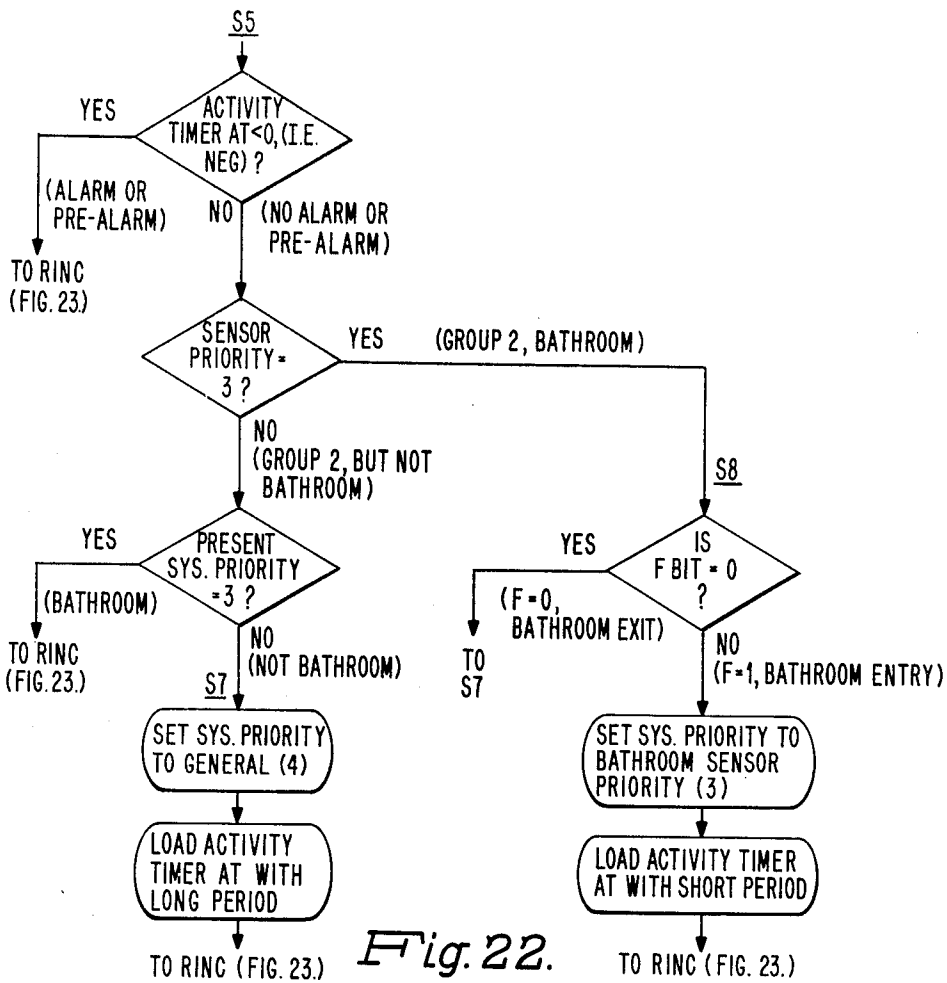 S5
YES
ACTIVITY
TIMER AT<0,(I.E.
NEG) ?
(ALARM OR
PRE-ALARM)
NO
(NO ALARM OR
PRE-ALARM)
TO RINC
(FIG. 23.)
SENSOR
PRIORITY=
3 ?
YES
(GROUP 2, BATHROOM)
NO
(GROUP 2, BUT NOT
BATHROOM)
S8
YES
PRESENT
SYS. PRIORITY
=3 ?
(BATHROOM)
TO RINC
(FIG. 23.)
NO
(NOT BATHROOM)
YES
IS
F BIT = 0
?
(F=0,
BATHROOM EXIT)
TO
S7
NO
(F=1, BATHROOM ENTRY)
S7
SET SYS. PRIORITY
TO GENERAL (4)
SET SYS. PRIORITY TO
BATHROOM SENSOR
PRIORITY (3)
LOAD ACTIVITY
TIMER AT WITH
LONG PERIOD
LOAD ACTIVITY TIMER
AT WITH SHORT PERIOD
TO RINC (FIG. 23.)
Fig. 22.
TO RINC (FIG. 23.)